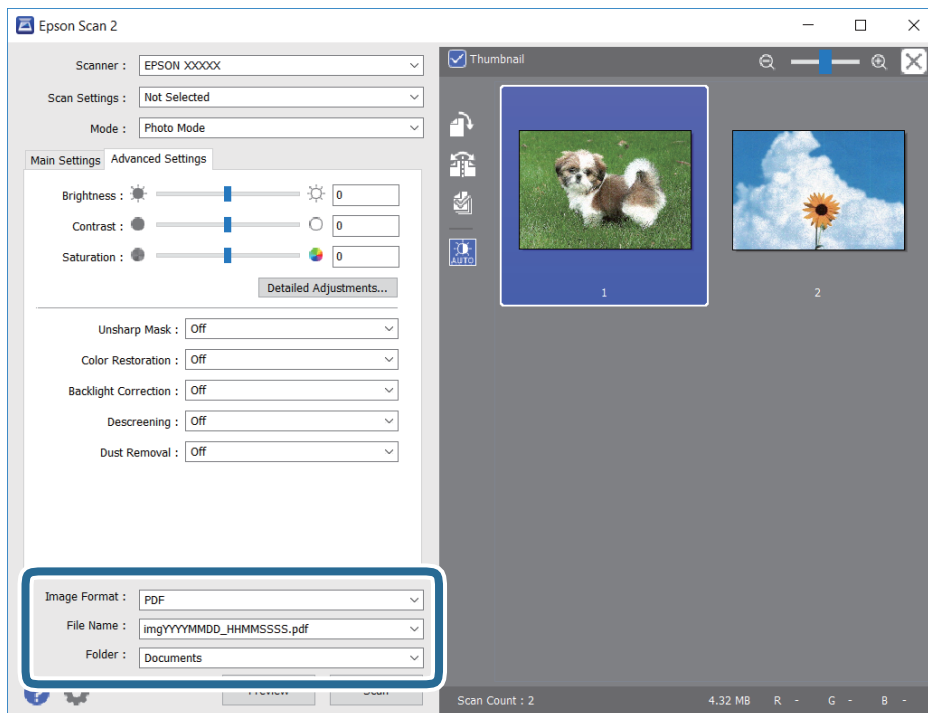 Epson Scan 2
Scanner : EPSON XXXXX
Scan Settings : Not Selected
Mode : Photo Mode
Main Settings Advanced Settings
Brightness : 0
Contrast : 0
Saturation : 0
Detailed Adjustments...
Unsharp Mask : Off
Color Restoration : Off
Backlight Correction : Off
Descreening : Off
Dust Removal : Off
Image Format : PDF
File Name : imgYYYYMMDD_HHMMSSSS.pdf
Folder : Documents
Preview Scan
Thumbnail
AUTO
1 2
Scan Count : 2 4.32 MB R - G - B -